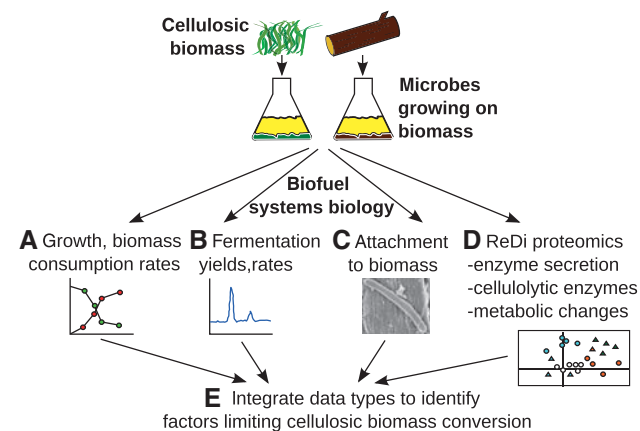 Cellulosic
biomass
Microbes
growing on
biomass
Biofuel
systems biology
A Growth, biomass
consumption rates
B Fermentation
yields,rates
C Attachment
to biomass
D ReDi proteomics
-enzyme secretion
-cellulolytic enzymes
-metabolic changes
E Integrate data types to identify
factors limiting cellulosic biomass conversion